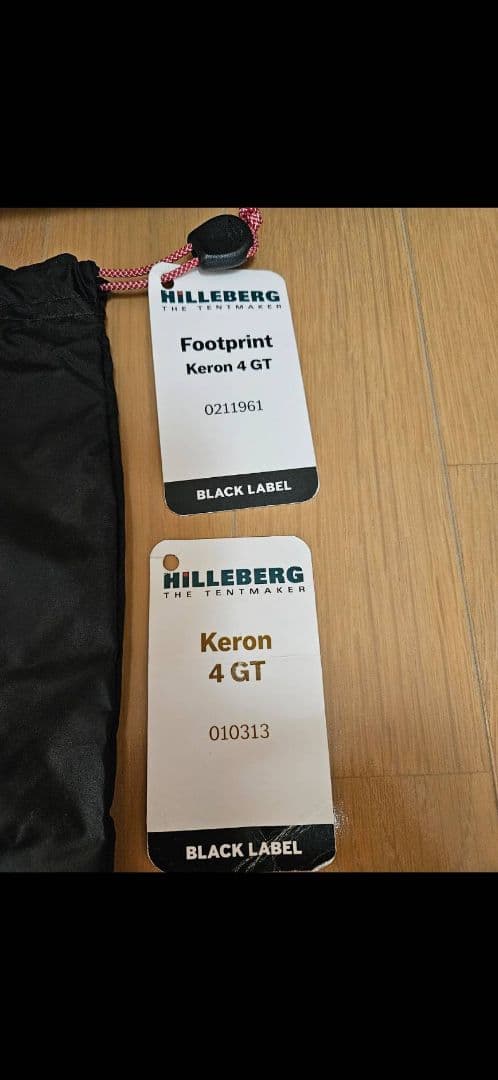 HILLEBERG
THE TENTMAKER
Footprint
Keron 4 GT
0211961
BLACK LABEL
HILLEBERG
THE TENTMAKER
Keron
4 GT
010313
BLACK LABEL